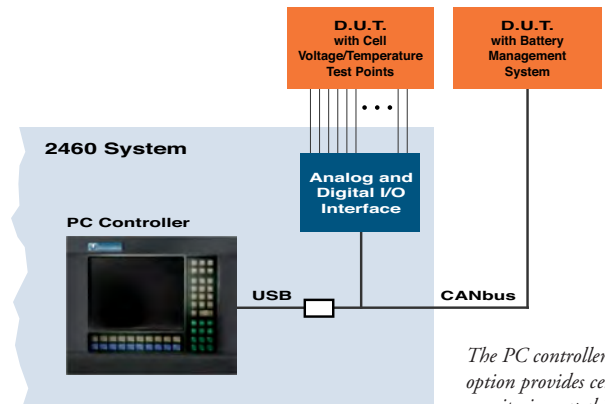 D.U.T.
with Cell
Voltage/Temperature
Test Points
D.U.T.
with Battery
Management
System
2460 System
Analog and
Digital I/O
Interface
PC Controller
USB
CANbus
The PC controller
option provides ce